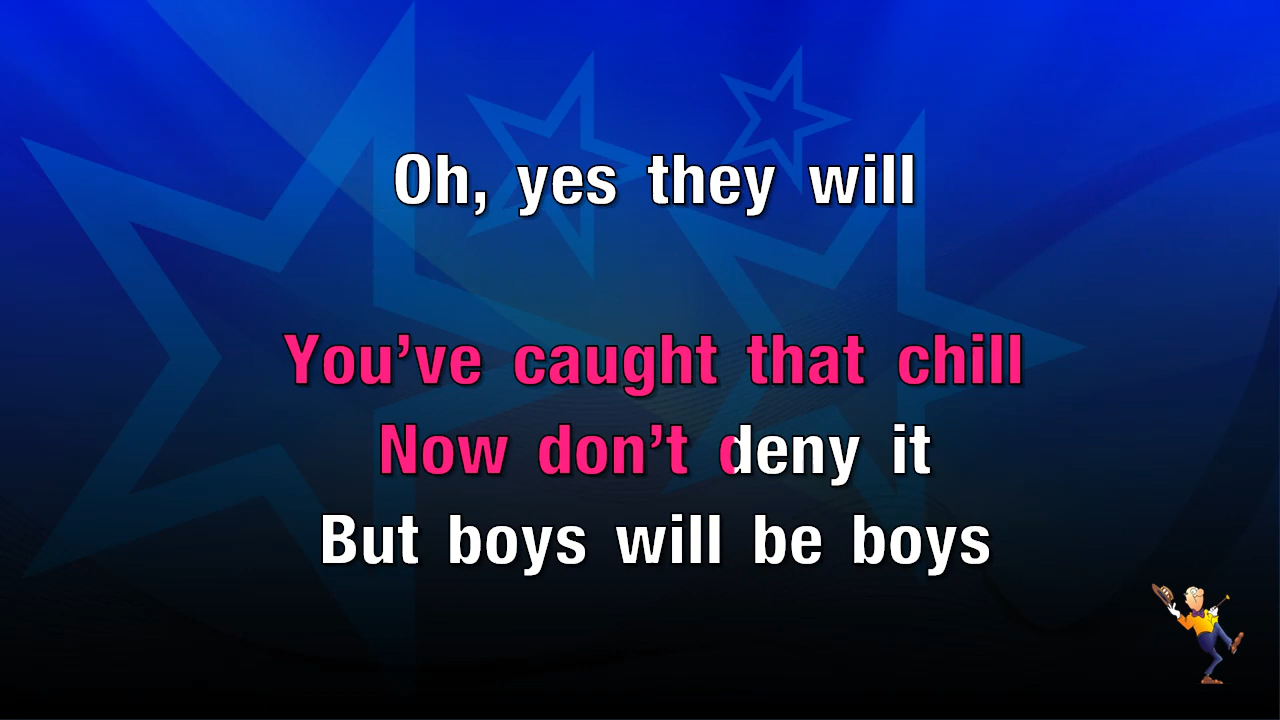 Oh, yes they will
You've caught that chill
Now don't deny it
But boys will be boys